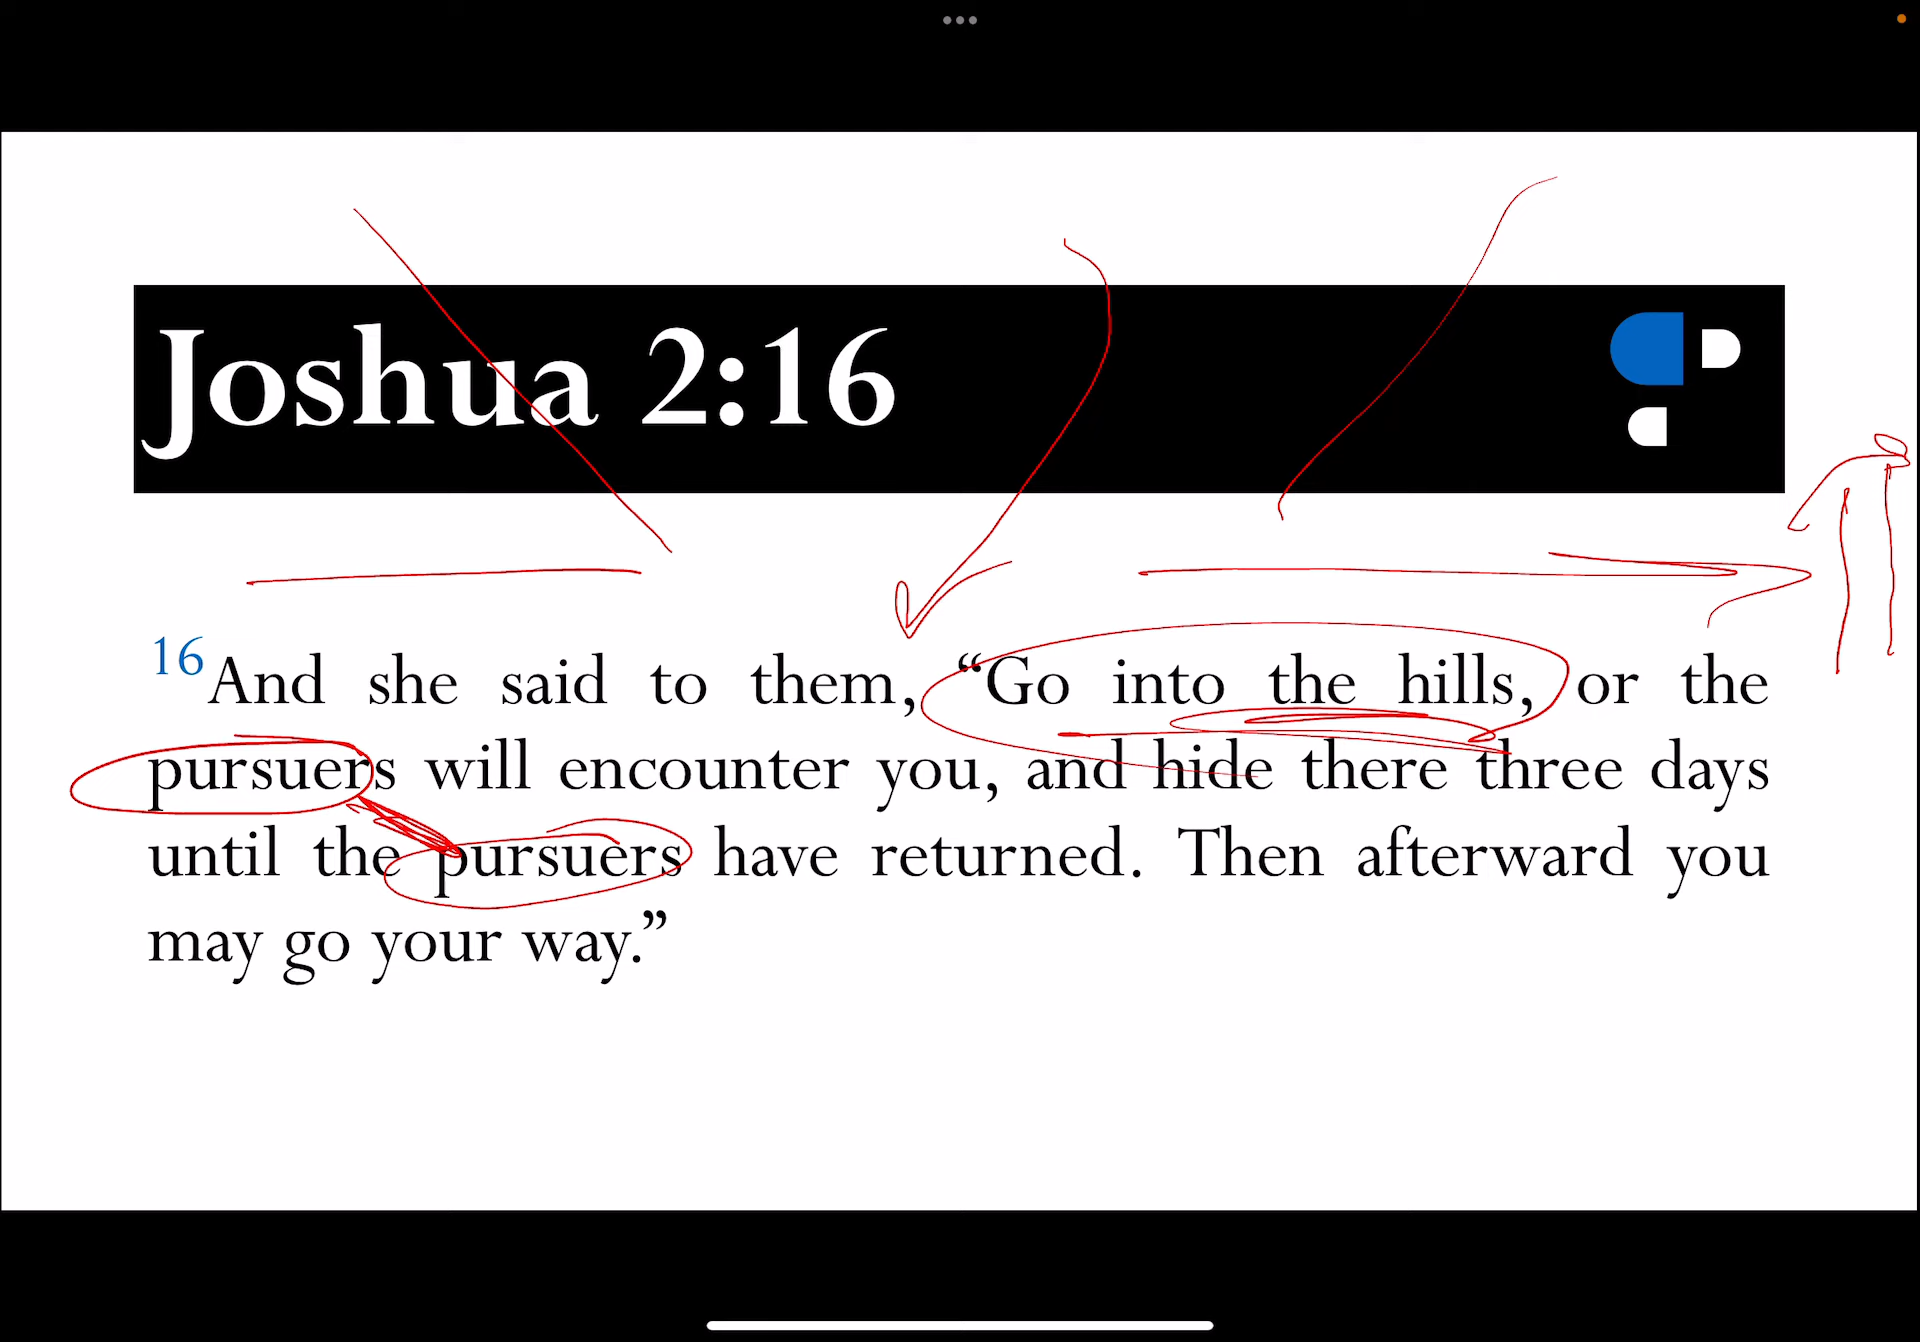 Joshua 2:16
16And she said to them, “Go into the hills, or the
pursuers will encounter you, and hide there three days
until the pursuers have returned. Then afterward you
may go your way.”